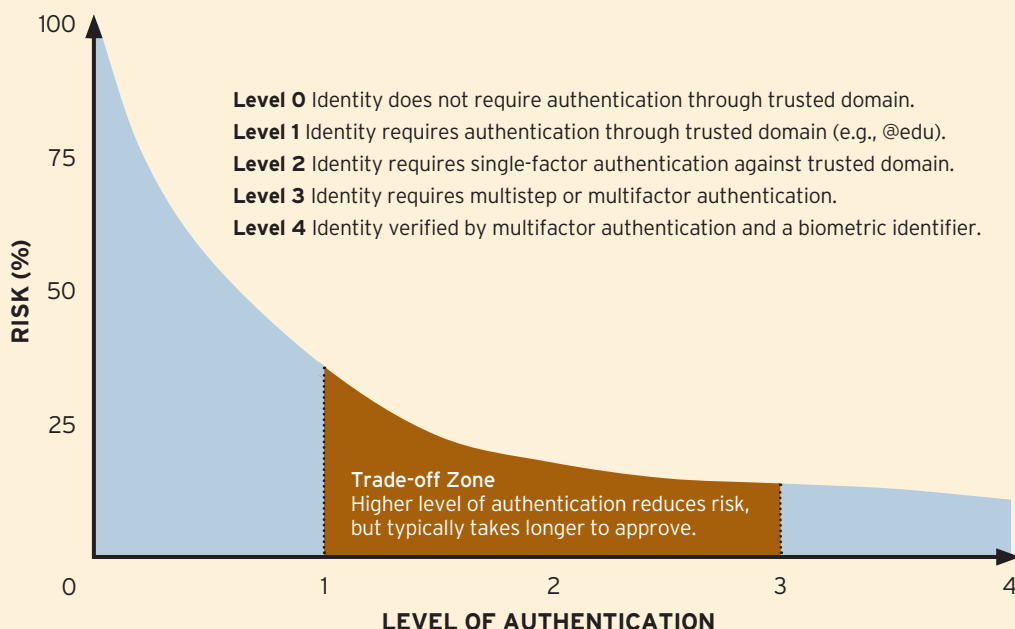 100
Level 0 Identity does not require authentication through trusted domain.
Level 1 Identity requires authentication through trusted domain (e.g., @edu).
75
Level 2 Identity requires single-factor authentication against trusted domain.
Level 3 Identity requires multistep or multifactor authentication.
Level 4 Identity verified by multifactor authentication and a biometric identifier.
RISK (%)
50
25
Trade-off Zone
Higher level of authentication reduces risk,
but typically takes longer to approve.
0
1
2
3
4
LEVEL OF AUTHENTICATION